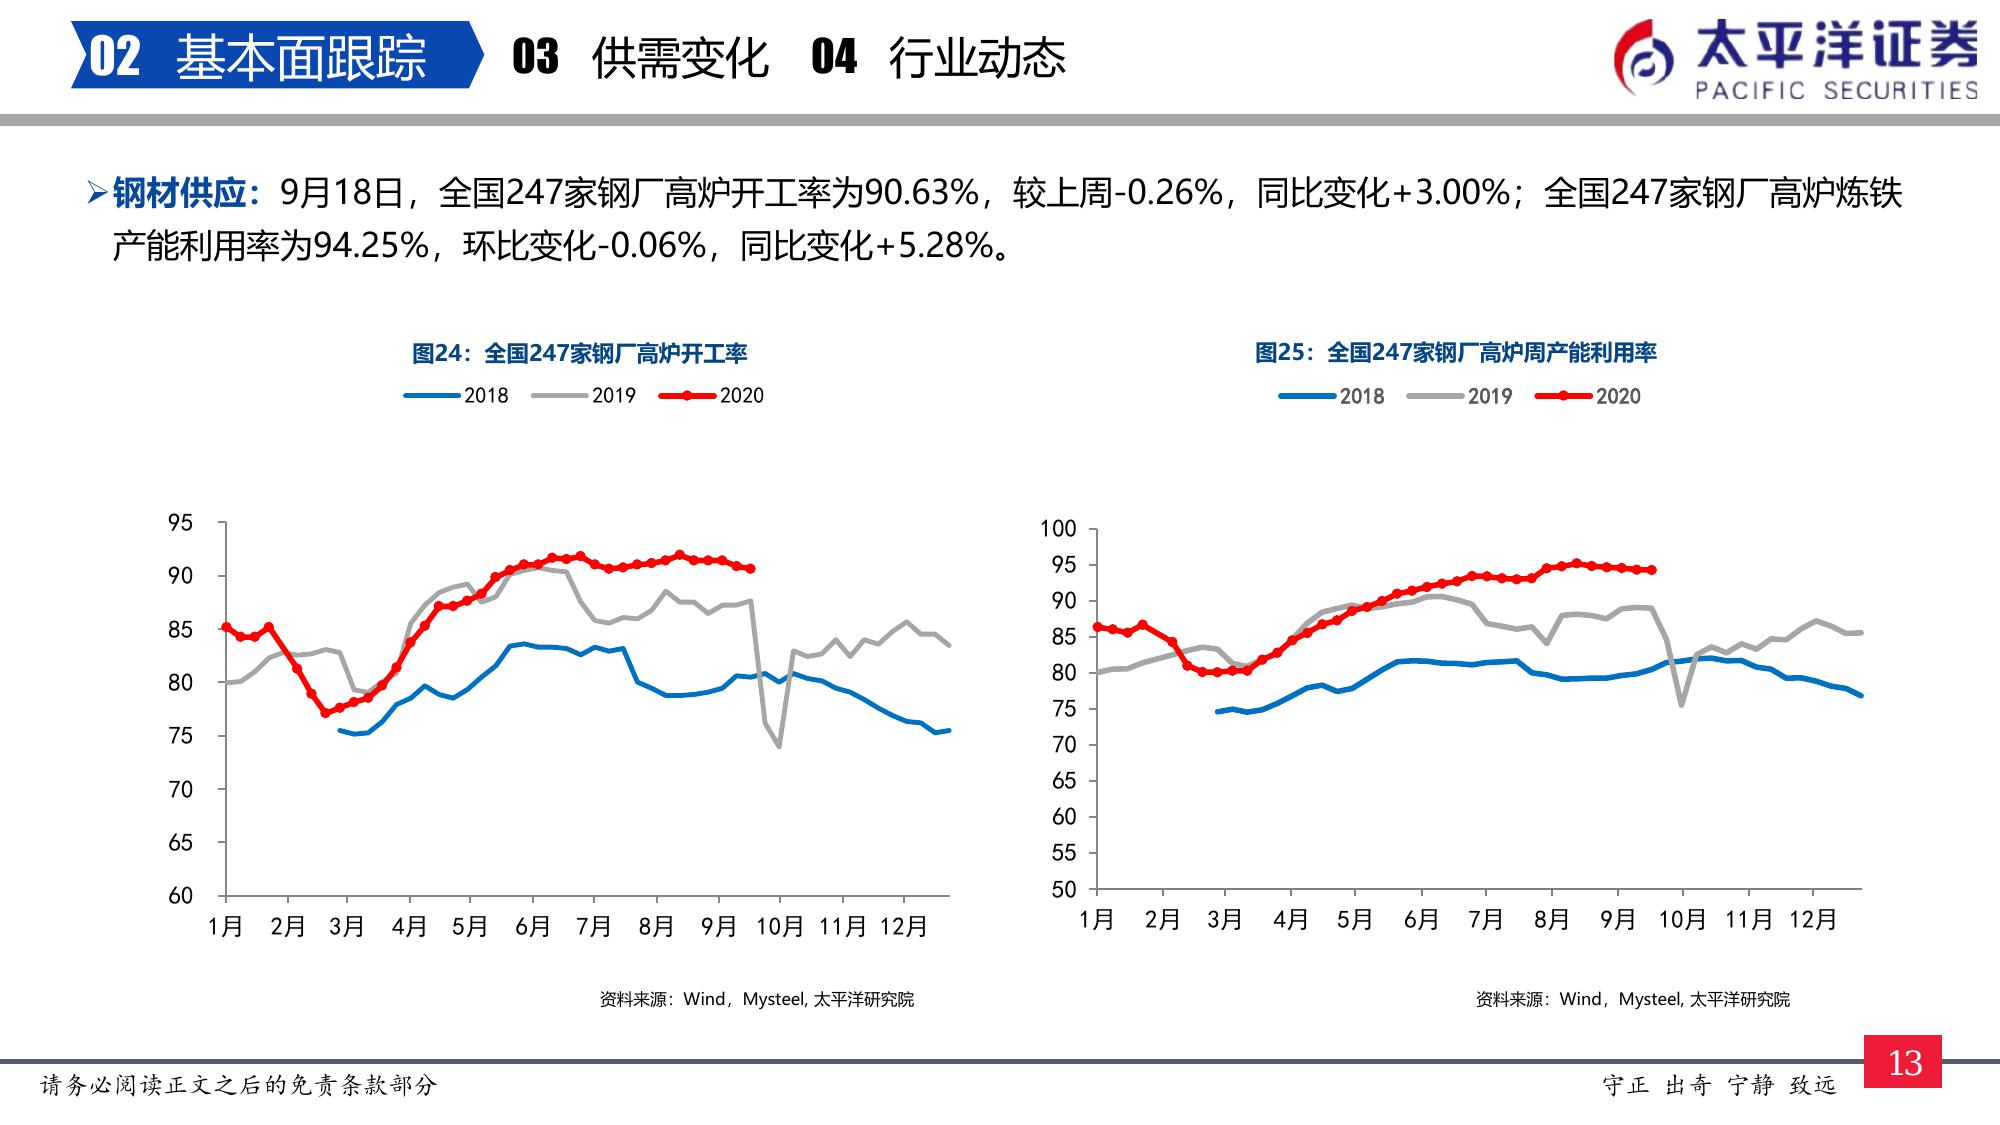 02 基本面跟踪 03 供需变化 04 行业动态
太平洋证券
PACIFIC SECURITIES
➢钢材供应：9月18日，全国247家钢厂高炉开工率为90.63%，较上周-0.26%，同比变化+3.00%；全国247家钢厂高炉炼铁
产能利用率为94.25%，环比变化-0.06%，同比变化+5.28%。
图24：全国247家钢厂高炉开工率
2018 2019 2020
95
90
85
80
75
70
65
60
1月 2月 3月 4月 5月 6月 7月 8月 9月 10月 11月 12月
资料来源：Wind，Mysteel, 太平洋研究院
图25：全国247家钢厂高炉周产能利用率
2018 2019 2020
100
95
90
85
80
75
70
65
60
55
50
1月 2月 3月 4月 5月 6月 7月 8月 9月 10月 11月 12月
资料来源：Wind，Mysteel, 太平洋研究院
请务必阅读正文之后的免责条款部分
守正 出奇 宁静 致远
13